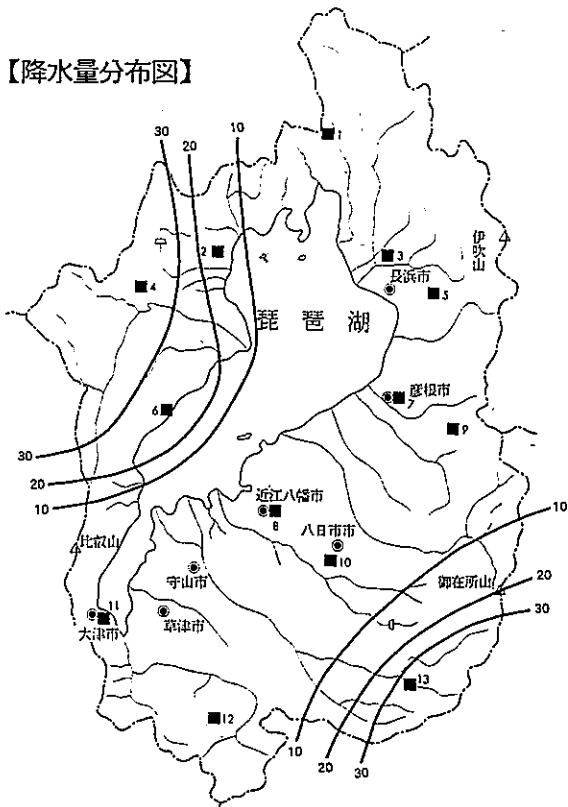 【降水量分布図】
30
20
10
1
伊吹山
2
3
長浜市
4
5
琵琶湖
彦根市
7
6
9
30
20
10
近江八幡市
8
八日市市
10
比叡山
守山市
御在所山
10
20
30
11
大津市
草津市
13
12
10
20
30